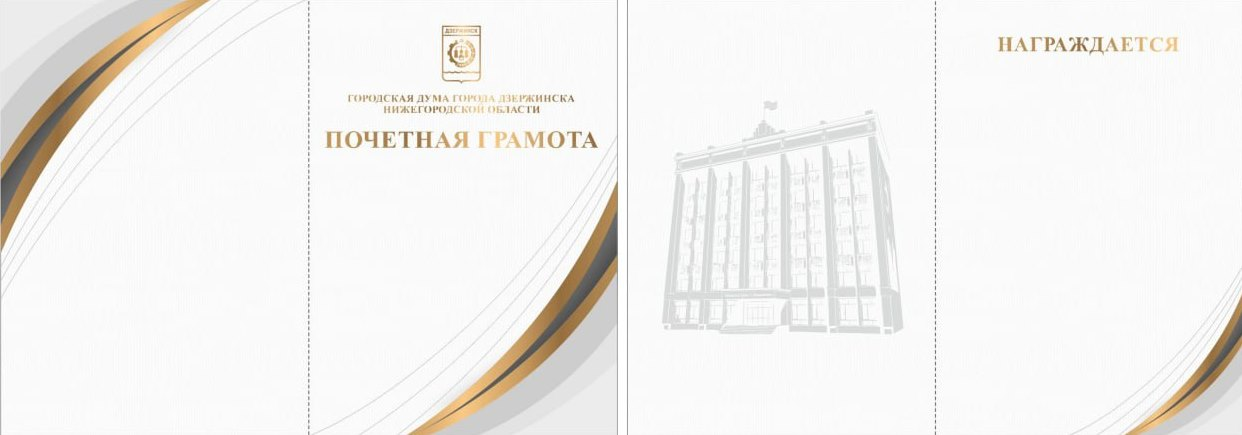 ДЗЕРЖИНСК
ГОРОДСКАЯ ДУМА ГОРОДА ДЗЕРЖИНСКА
НИЖЕГОРОДСКОЙ ОБЛАСТИ
ПОЧЕТНАЯ ГРАМОТА
НАГРАЖДАЕТСЯ